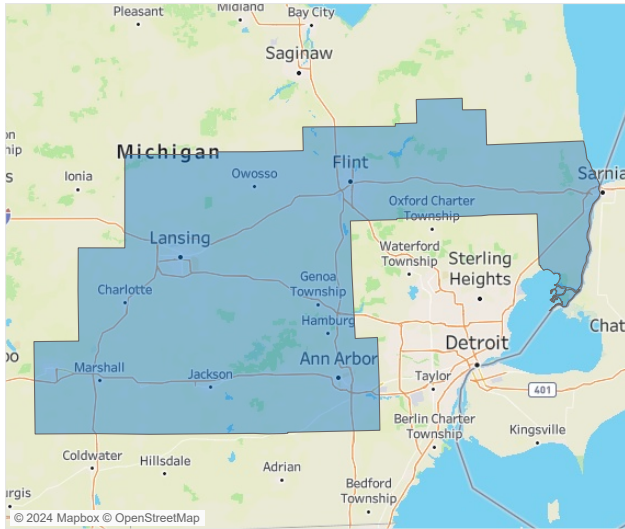 Pleasant
Midland
Bay City
Saginaw
Michigan
Flint
Ionia
Owosso
Sarnia
Oxford Charter
Township
Lansing
Waterford
Township
Sterling
Heights
Genoa
Township
Charlotte
Hamburg
Chat
Detroit
Ann Arbor
Marshall
Jackson
Taylor
401
Berlin Charter
Township
Kingsville
Coldwater
Hillsdale
Adrian
Bedford
Township
© 2024 Mapbox © OpenStreetMap